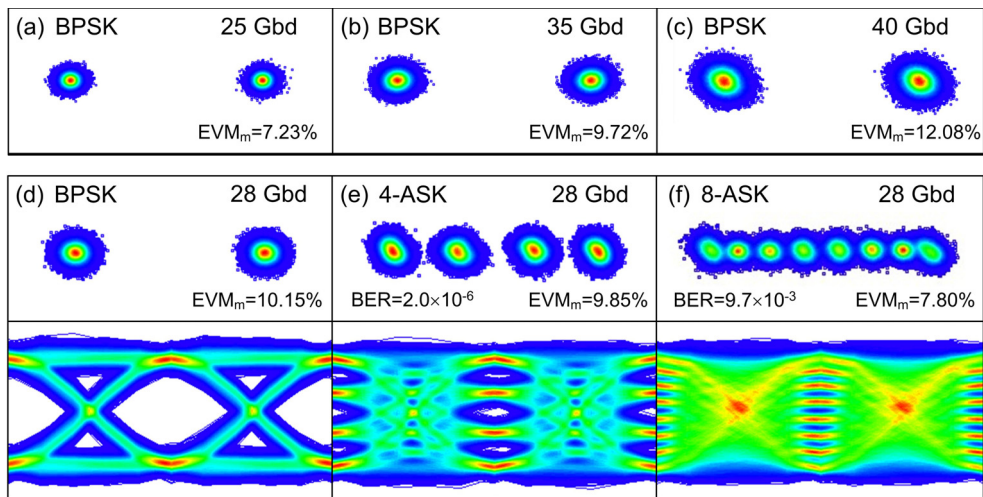 (a) BPSK 25 Gbd
EVMₘ=7.23%
(b) BPSK 35 Gbd
EVMₘ=9.72%
(c) BPSK 40 Gbd
EVMₘ=12.08%
(d) BPSK 28 Gbd
EVMₘ=10.15%
(e) 4-ASK 28 Gbd
BER=2.0×10⁻⁶ EVMₘ=9.85%
(f) 8-ASK 28 Gbd
BER=9.7×10⁻³ EVMₘ=7.80%